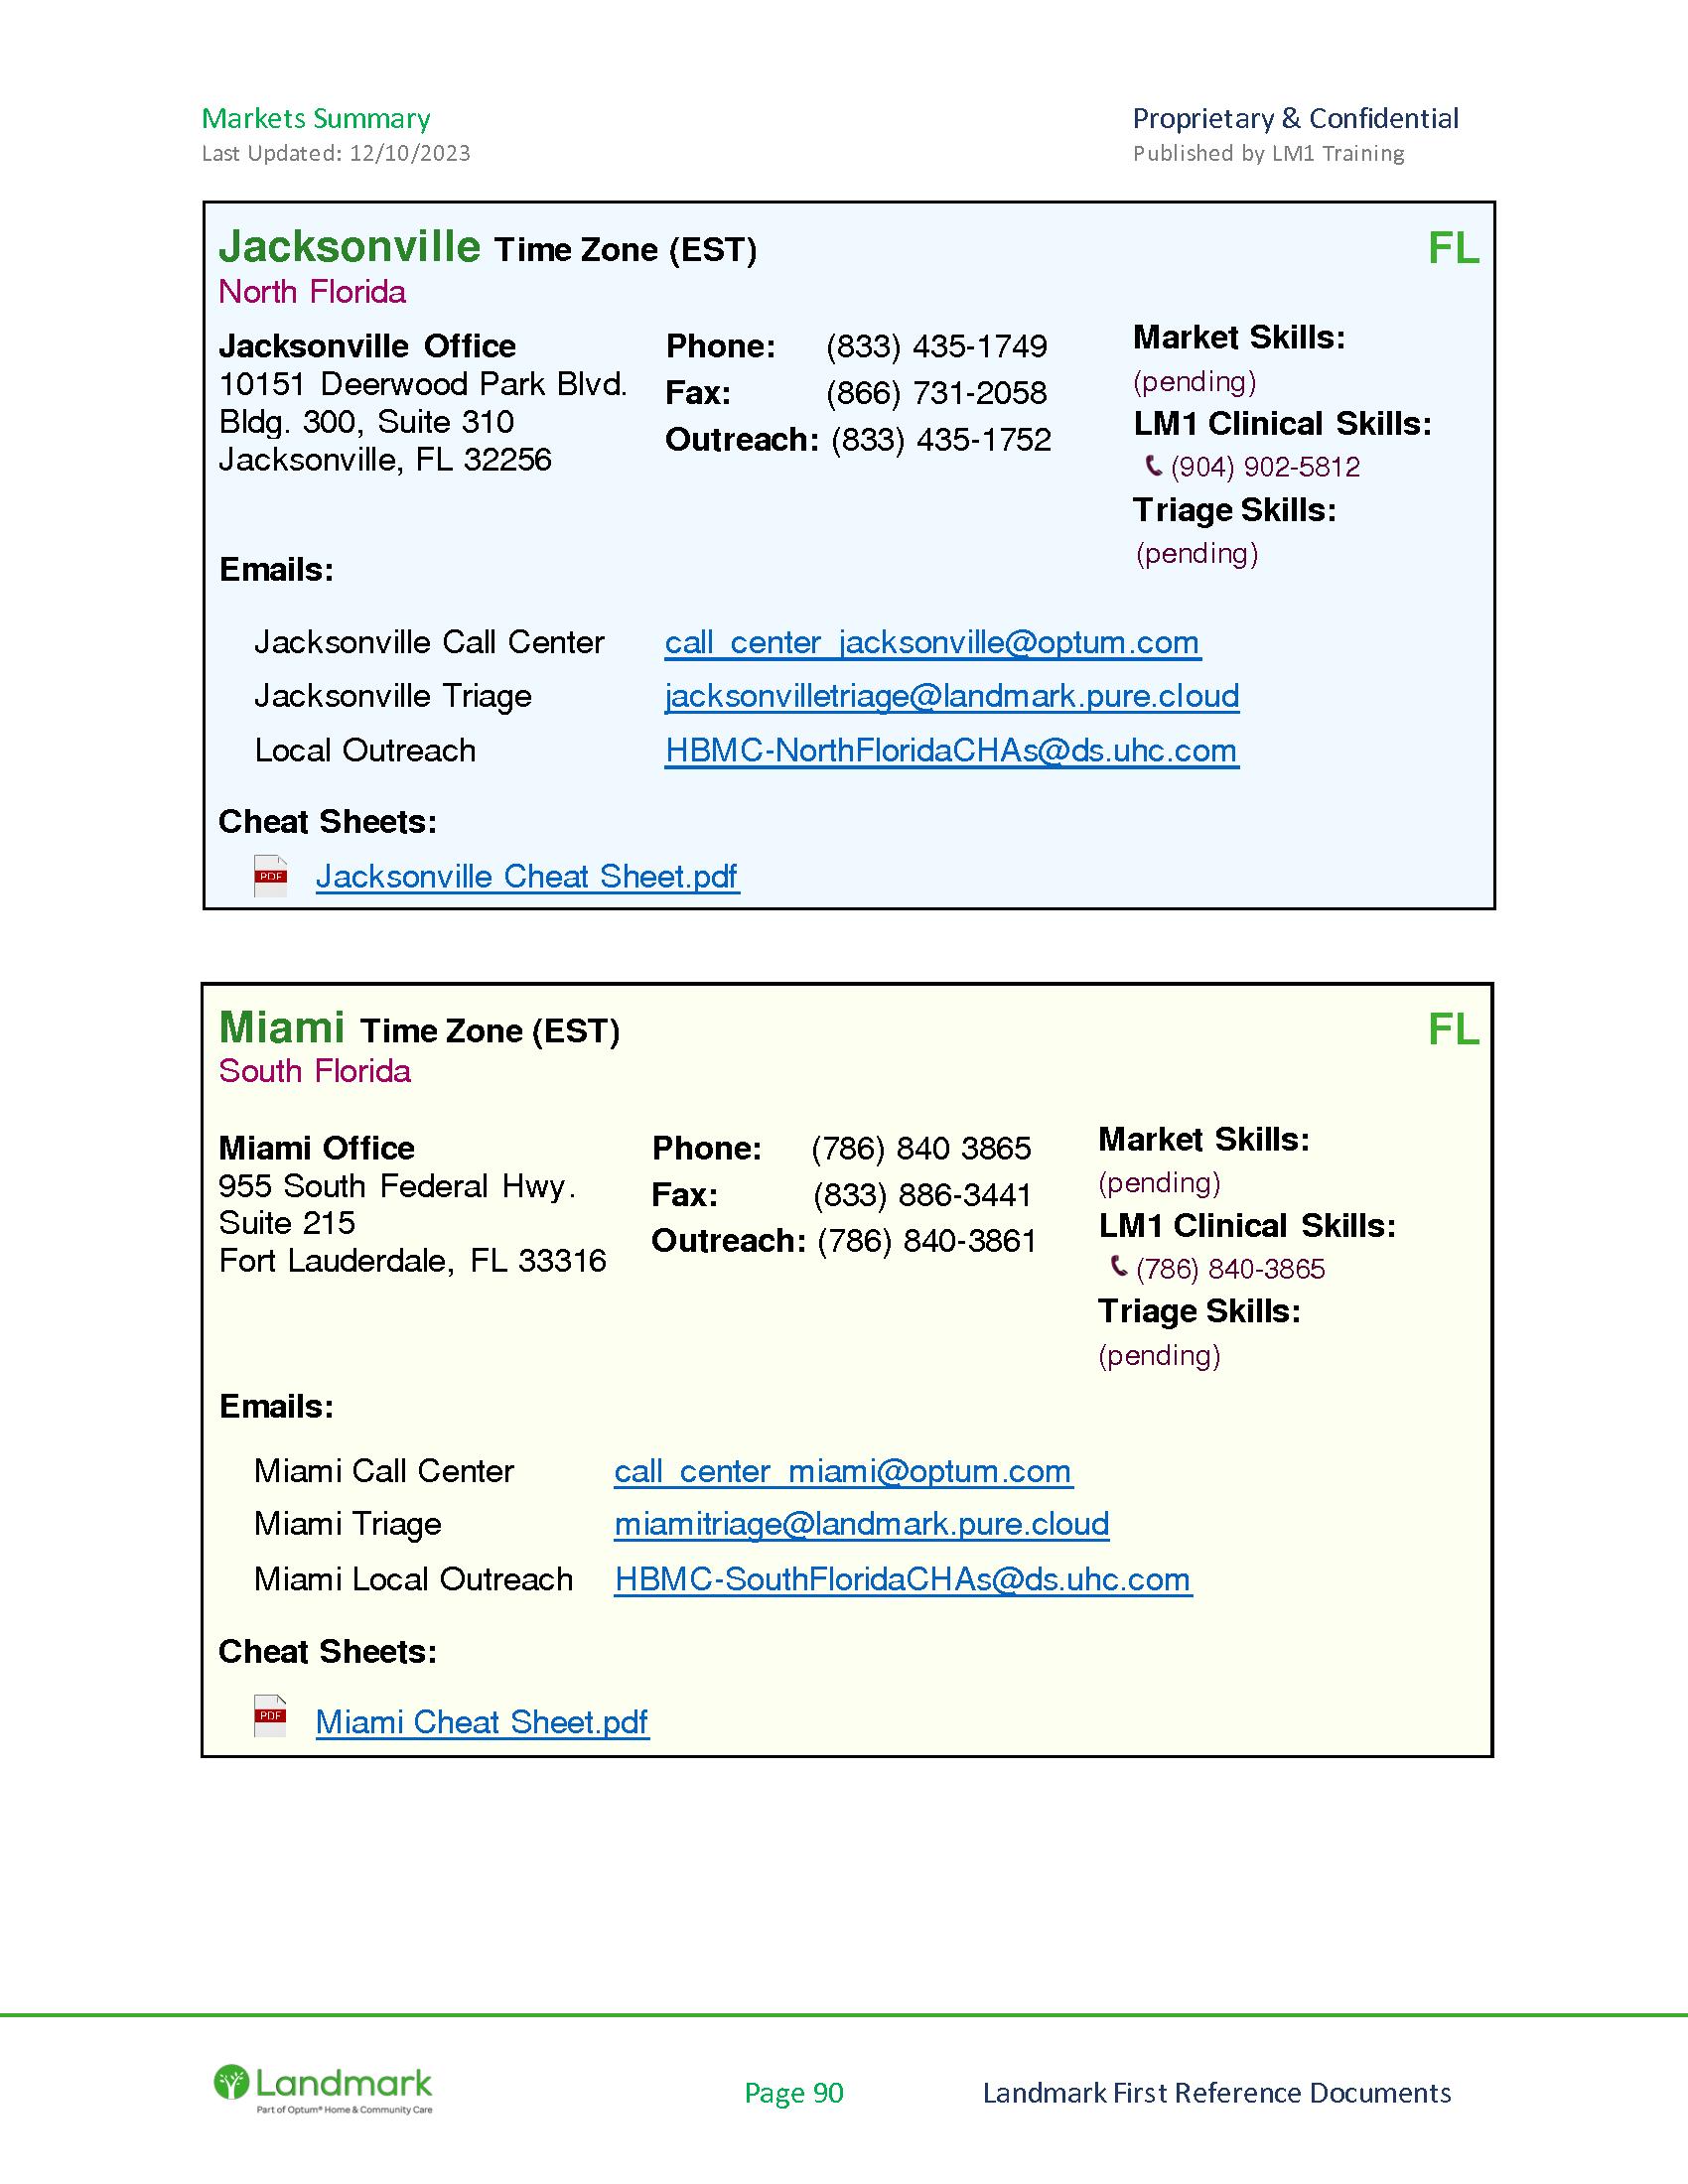 Markets Summary
Proprietary & Confidential
Last Updated: 12/10/2023
Published by LM1 Training
Jacksonville Time Zone (EST)
FL
North Florida
Jacksonville Office
10151 Deerwood Park Blvd.
Bldg. 300, Suite 310
Jacksonville, FL 32256
Phone: (833) 435-1749
Fax: (866) 731-2058
Outreach: (833) 435-1752
Market Skills:
(pending)
LM1 Clinical Skills:
(904) 902-5812
Triage Skills:
(pending)
Emails:
Jacksonville Call Center call_center_jacksonville@optum.com
Jacksonville Triage jacksonvilletriage@landmark.pure.cloud
Local Outreach HBMC-NorthFloridaCHAs@ds.uhc.com
Cheat Sheets:
PDF Jacksonville Cheat Sheet.pdf
Miami Time Zone (EST)
FL
South Florida
Miami Office
955 South Federal Hwy.
Suite 215
Fort Lauderdale, FL 33316
Phone: (786) 840 3865
Fax: (833) 886-3441
Outreach: (786) 840-3861
Market Skills:
(pending)
LM1 Clinical Skills:
(786) 840-3865
Triage Skills:
(pending)
Emails:
Miami Call Center call_center_miami@optum.com
Miami Triage miamitriage@landmark.pure.cloud
Miami Local Outreach HBMC-SouthFloridaCHAs@ds.uhc.com
Cheat Sheets:
PDF Miami Cheat Sheet.pdf
Landmark
Part of Optum® Home & Community Care
Page 90
Landmark First Reference Documents